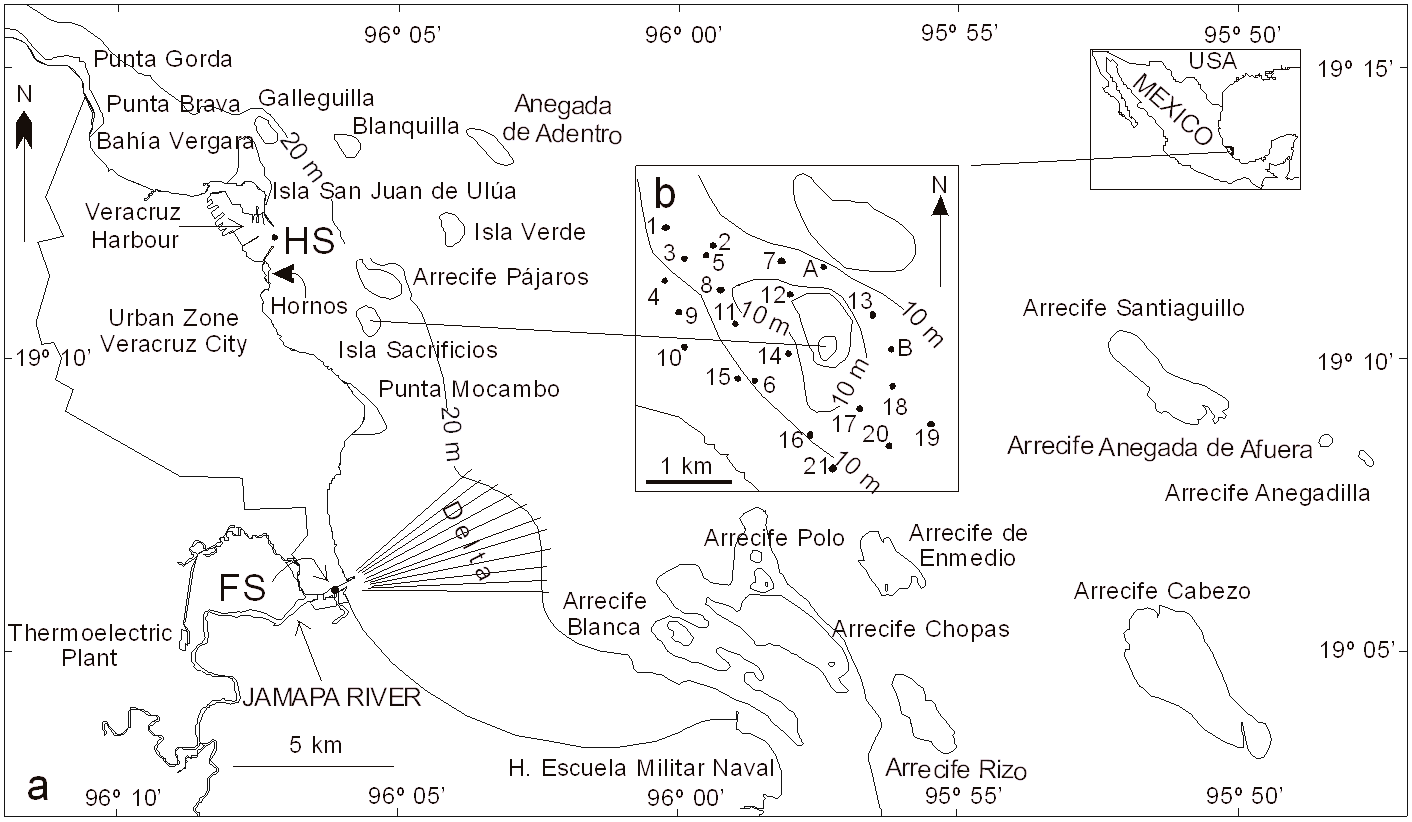 96º 05'
96º 00'
95º 55'
95º 50'
USA
MEXICO
19º 15'
Punta Gorda
N
Punta Brava
Galleguilla
Blanquilla
Anegada
de Adentro
Bahía Vergara
20 m
Isla San Juan de Ulúa
Veracruz
Harbour
HS
Isla Verde
Arrecife Pájaros
Hornos
Urban Zone
Veracruz City
19º 10'
Isla Sacrificios
Punta Mocambo
20 m
b
N
1
2
3
5
7
A
4
8
12
13
9
11
10 m
10 m
10
14
B
15
6
10 m
18
17
16
20
19
21
10 m
1 km
Arrecife Santiaguillo
19º 10'
Arrecife Anegada de Afuera
Arrecife Anegadilla
Delta
Arrecife Polo
Arrecife de
Enmedio
FS
Arrecife
Blanca
Arrecife Cabezo
Arrecife Chopas
Thermoelectric
Plant
19º 05'
JAMAPA RIVER
5 km
H. Escuela Militar Naval
Arrecife Rizo
a
96º 10'
96º 05'
96º 00'
95º 55'
95º 50'